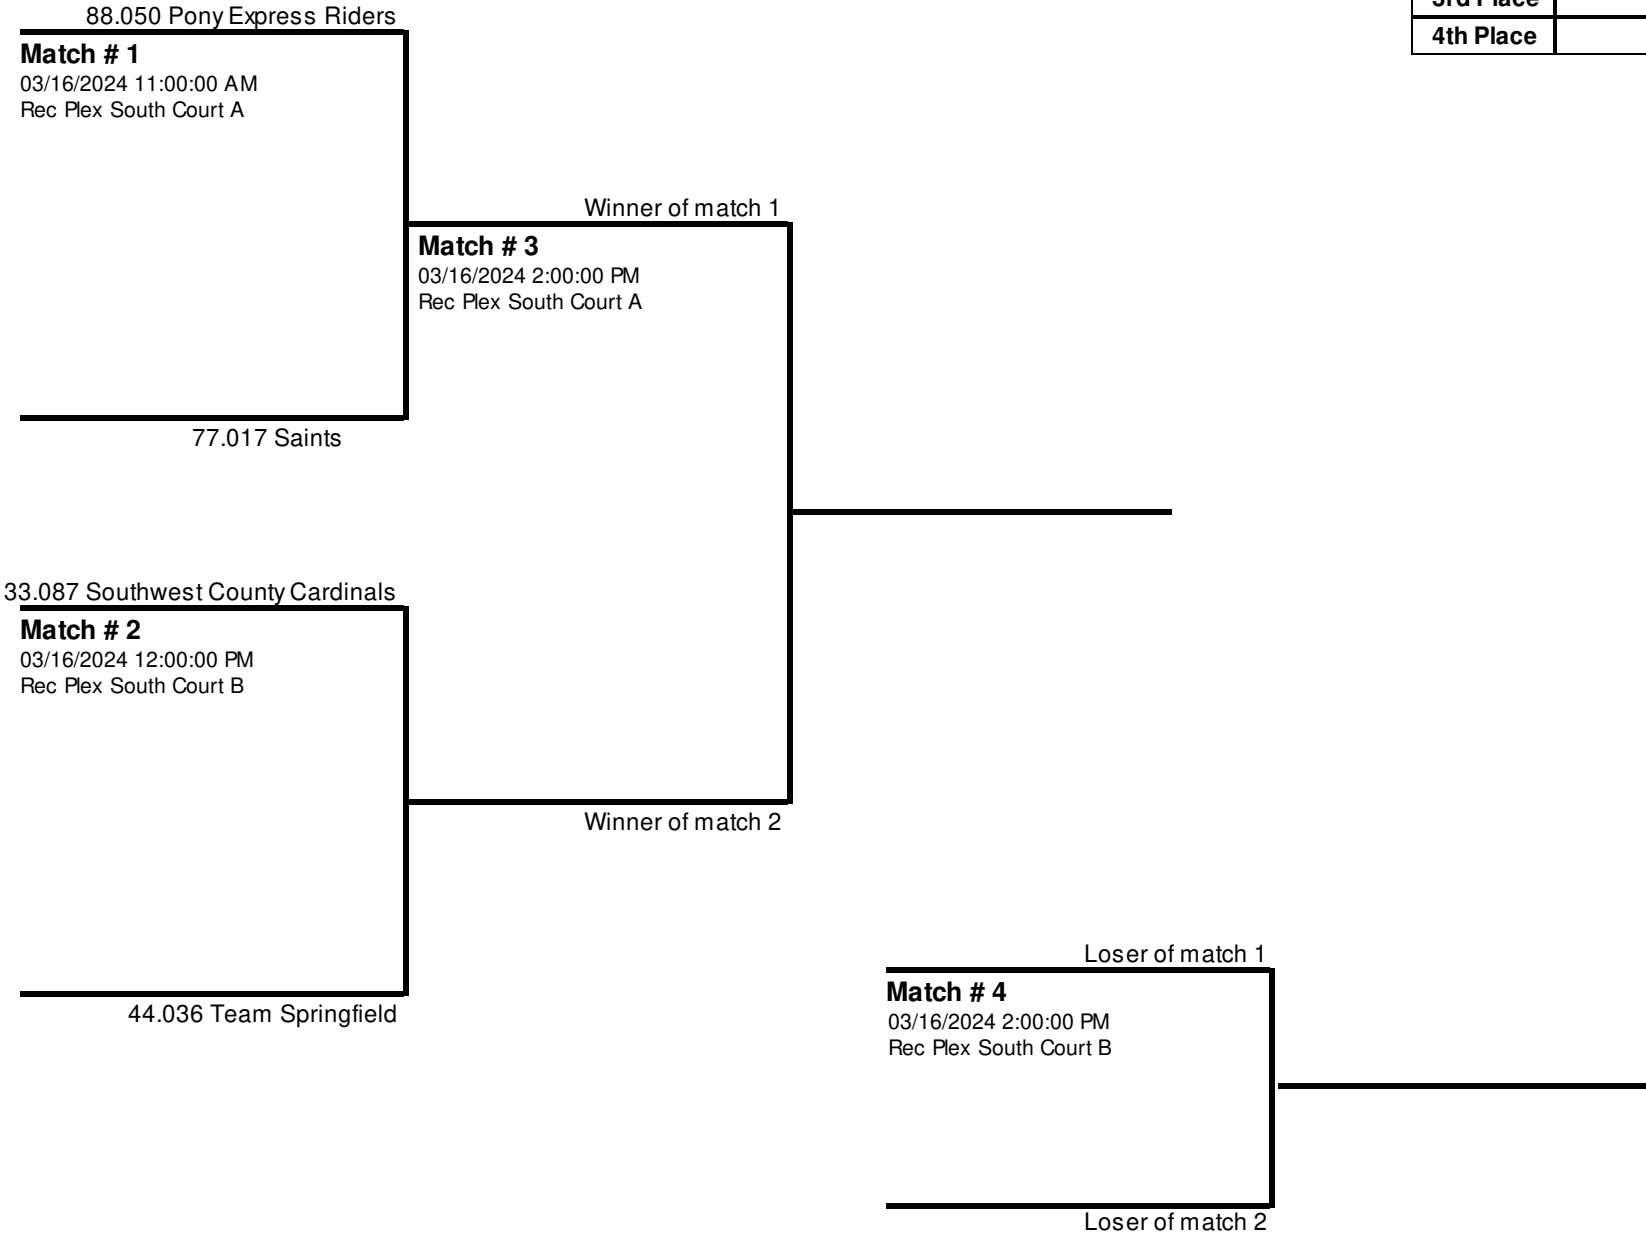 88.050 Pony Express Riders
Match # 1
03/16/2024 11:00:00 AM
Rec Plex South Court A
77.017 Saints
3rd Place
4th Place
Winner of match 1
Match # 3
03/16/2024 2:00:00 PM
Rec Plex South Court A
Winner of match 2
33.087 Southwest County Cardinals
Match # 2
03/16/2024 12:00:00 PM
Rec Plex South Court B
44.036 Team Springfield
Loser of match 1
Match # 4
03/16/2024 2:00:00 PM
Rec Plex South Court B
Loser of match 2